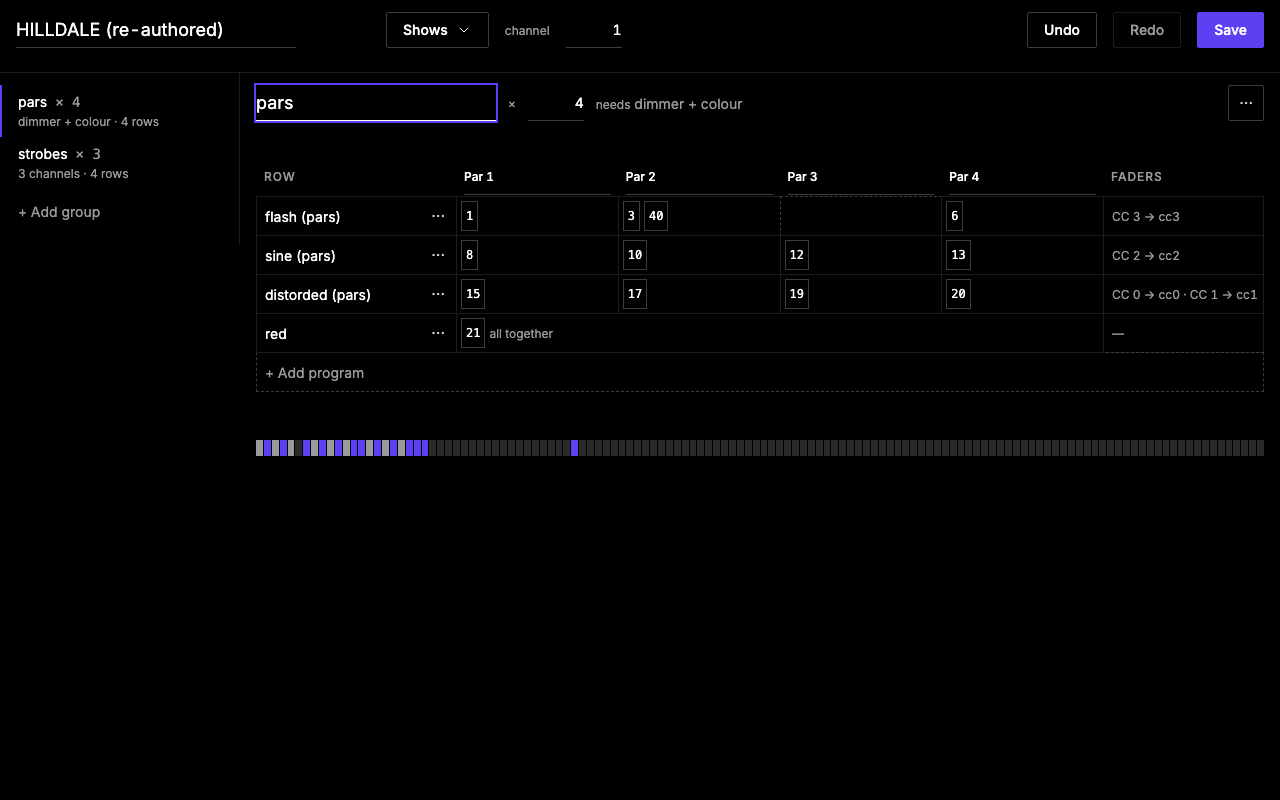 HILLDALE (re-authored)
Shows
channel
1
Undo
Redo
Save
pars × 4
dimmer + colour · 4 rows
strobes × 3
3 channels · 4 rows
+ Add group
pars
×
4
needs dimmer + colour
···
ROW Par 1 Par 2 Par 3 Par 4 FADERS
flash (pars) ··· 1 3 40 6 CC 3 → cc3
sine (pars) ··· 8 10 12 13 CC 2 → cc2
distorded (pars) ··· 15 17 19 20 CC 0 → cc0 · CC 1 → cc1
red ··· 21 all together —
+ Add program